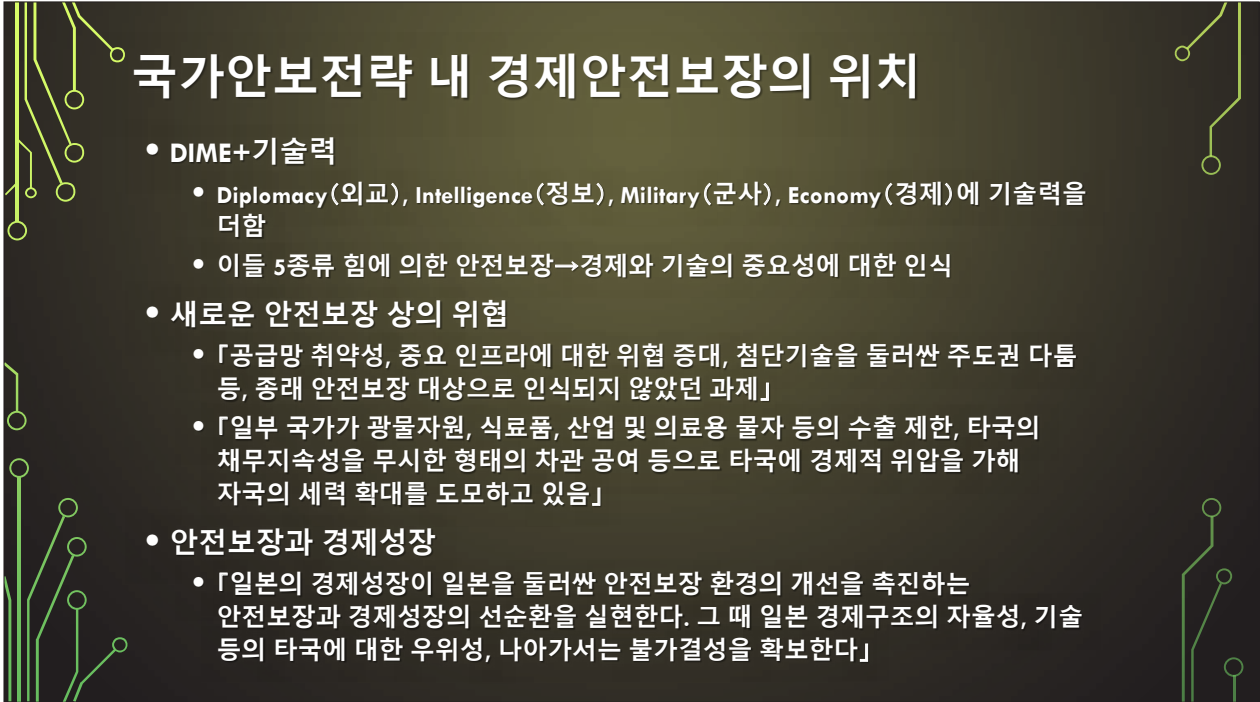 국가안보전략 내 경제안전보장의 위치
• DIME+기술력
• Diplomacy(외교), Intelligence(정보), Military(군사), Economy(경제)에 기술력을
더함
• 이들 5종류 힘에 의한 안전보장→경제와 기술의 중요성에 대한 인식
• 새로운 안전보장 상의 위협
• 「공급망 취약성, 중요 인프라에 대한 위협 증대, 첨단기술을 둘러싼 주도권 다툼
등, 종래 안전보장 대상으로 인식되지 않았던 과제」
• 「일부 국가가 광물자원, 식료품, 산업 및 의료용 물자 등의 수출 제한, 타국의
채무지속성을 무시한 형태의 차관 공여 등으로 타국에 경제적 위압을 가해
자국의 세력 확대를 도모하고 있음」
• 안전보장과 경제성장
• 「일본의 경제성장이 일본을 둘러싼 안전보장 환경의 개선을 촉진하는
안전보장과 경제성장의 선순환을 실현한다. 그 때 일본 경제구조의 자율성, 기술
등의 타국에 대한 우위성, 나아가서는 불가결성을 확보한다」